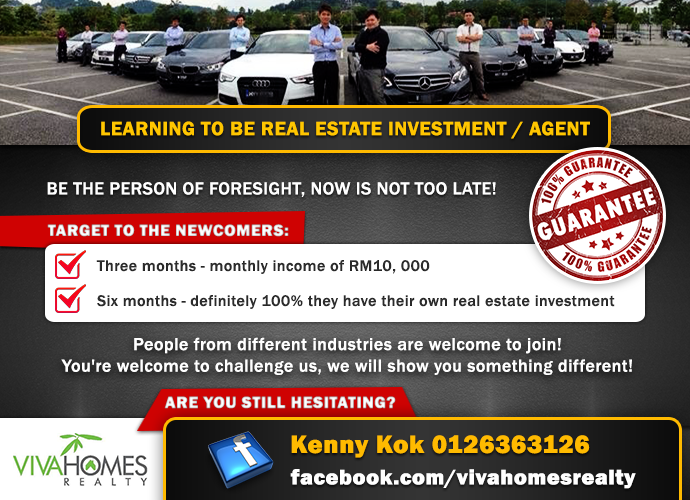 LEARNING TO BE REAL ESTATE INVESTMENT / AGENT
BE THE PERSON OF FORESIGHT, NOW IS NOT TOO LATE!
100% GUARANTEE
GUARANTEE
100% GUARANTEE
TARGET TO THE NEWCOMERS:
Three months - monthly income of RM10, 000
Six months - definitely 100% they have their own real estate investment
People from different industries are welcome to join!
You're welcome to challenge us, we will show you something different!
ARE YOU STILL HESITATING?
VIVAHOMES
REALTY
f
Kenny Kok 0126363126
facebook.com/vivahomesrealty